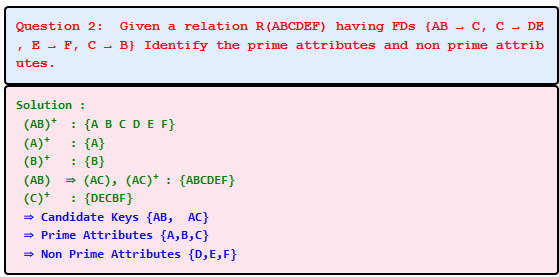 Question 2:  Given a relation R(ABCDEF) having FDs {AB → C, C → DE
, E → F, C → B} Identify the prime attributes and non prime attrib
utes.
Solution :
(AB)⁺ : {A B C D E F}
(A)⁺ : {A}
(B)⁺ : {B}
(AB) ⇒ (AC), (AC)⁺ : {ABCDEF}
(C)⁺ : {DECBF}
⇒ Candidate Keys {AB, AC}
⇒ Prime Attributes {A,B,C}
⇒ Non Prime Attributes {D,E,F}